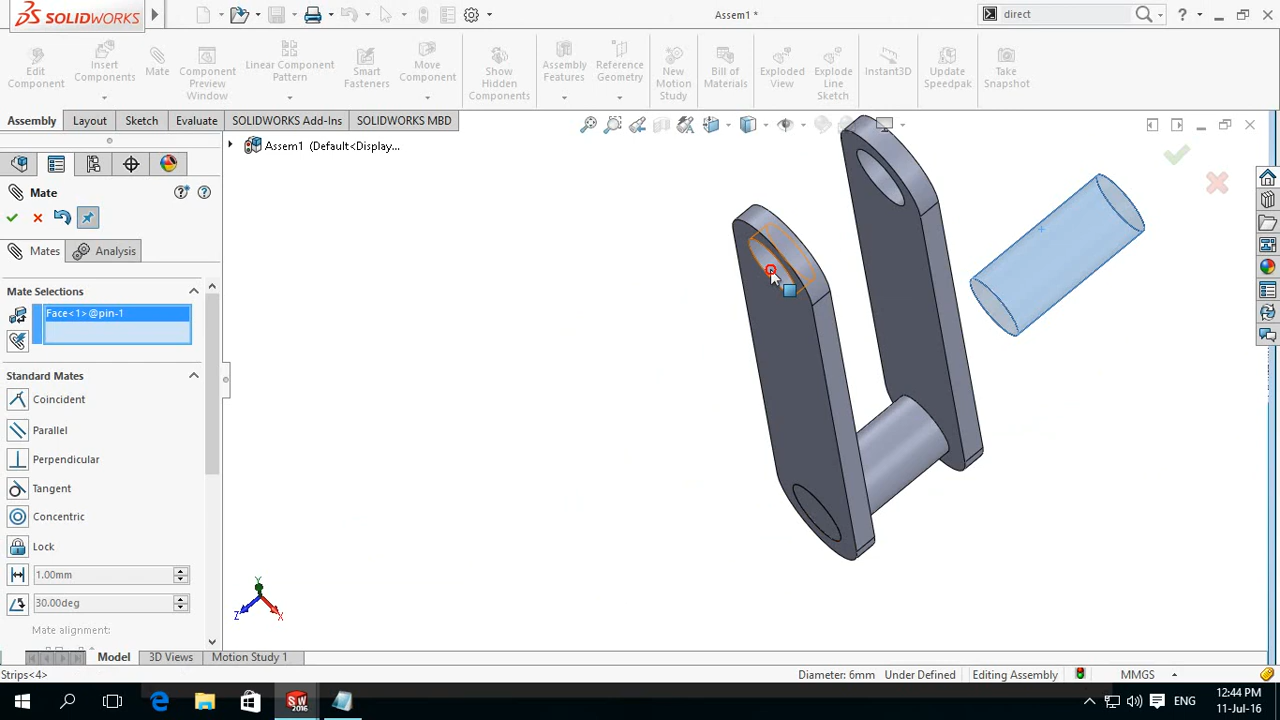 SOLIDWORKS
Assem1 *
direct
Edit Component
Insert Components
Mate
Component Preview Window
Linear Component Pattern
Smart Fasteners
Move Component
Show Hidden Components
Assembly Features
Reference Geometry
New Motion Study
Bill of Materials
Exploded View
Explode Line Sketch
Instant3D
Update Speedpak
Take Snapshot
Assembly
Layout
Sketch
Evaluate
SOLIDWORKS Add-Ins
SOLIDWORKS MBD
Assem1 (Default<Display...
Mate
Mates
Analysis
Mate Selections
Face<1>@pin-1
Standard Mates
Coincident
Parallel
Perpendicular
Tangent
Concentric
Lock
1.00mm
30.00deg
Mate alignment:
Y
Z
X
Model
3D Views
Motion Study 1
Strips<4>
Diameter: 6mm
Under Defined
Editing Assembly
MMGS
SW
2016
ENG
12:44 PM
11-Jul-16